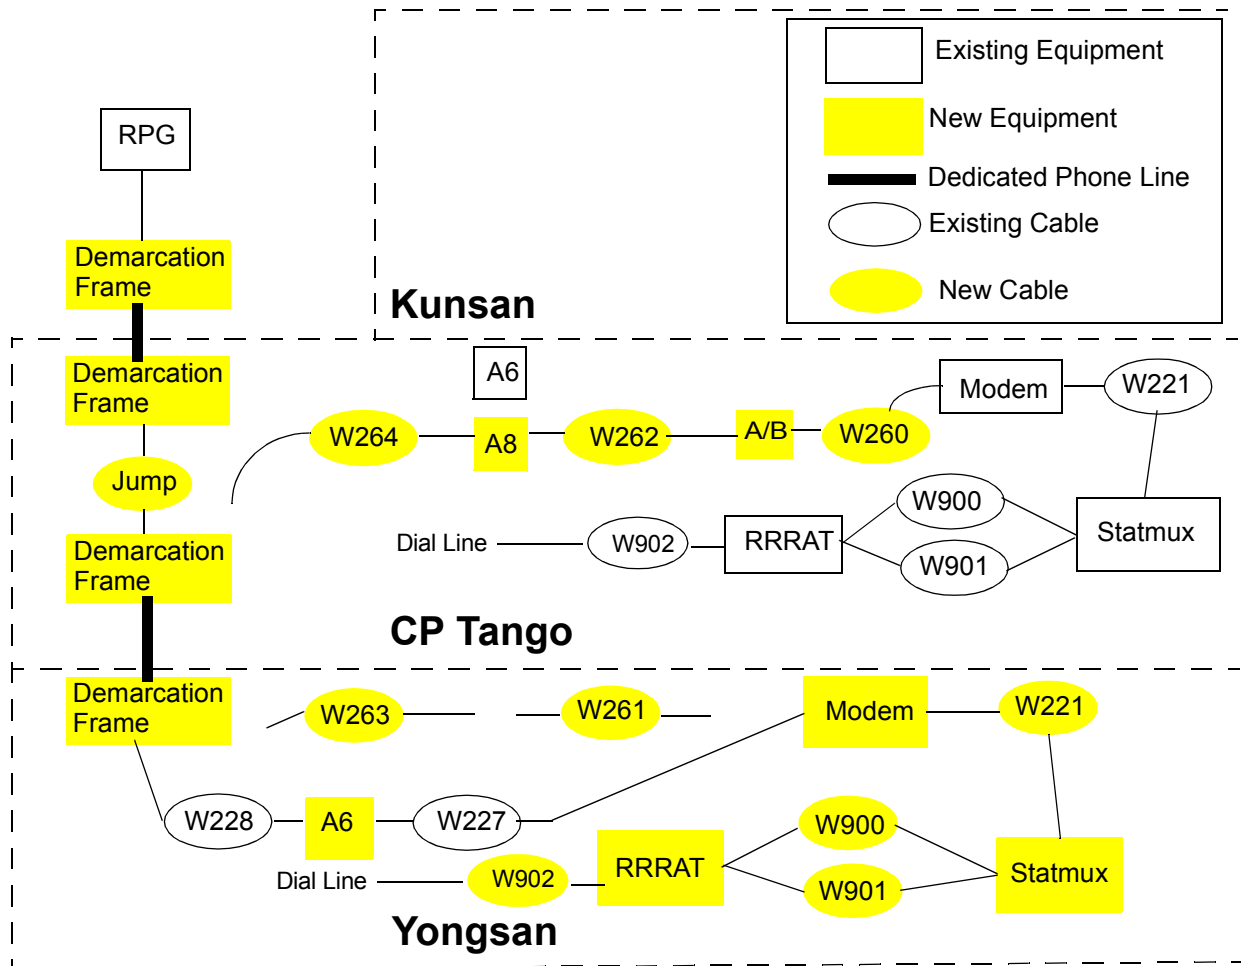 Existing Equipment
RPG
New Equipment
Dedicated Phone Line
Existing Cable
Demarcation
Frame
New Cable
Kunsan
Demarcation
Frame
A6
Modem
W221
W264
A8
W262
A/B
W260
Jump
W900
Dial Line
W902
RRRAT
Statmux
W901
Demarcation
Frame
CP Tango
Demarcation
Frame
W263
W261
Modem
W221
W228
A6
W227
W900
Dial Line
W902
RRRAT
W901
Statmux
Yongsan